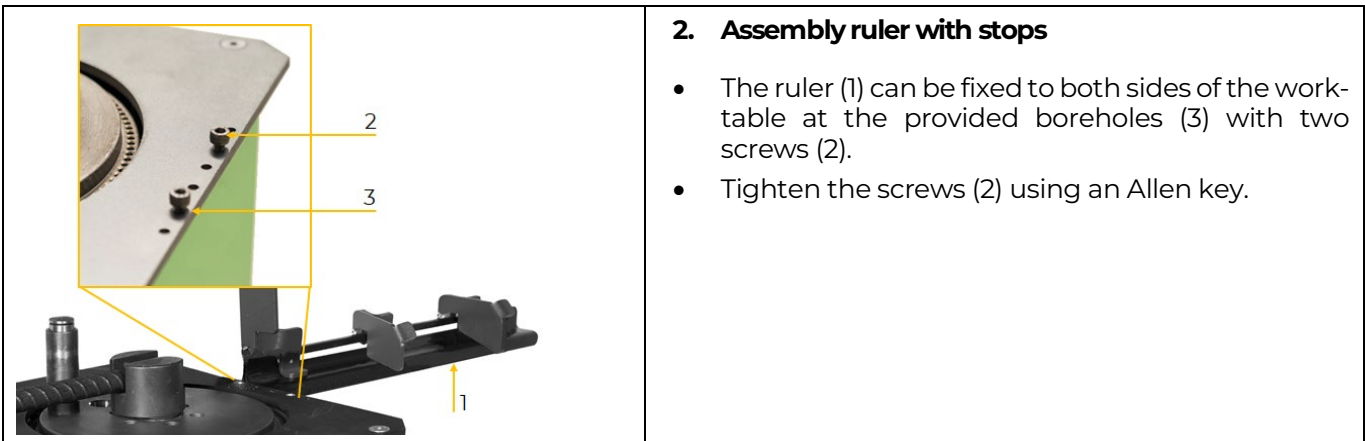 2
3
1
2. Assembly ruler with stops
• The ruler (1) can be fixed to both sides of the work-
table at the provided boreholes (3) with two
screws (2).
• Tighten the screws (2) using an Allen key.